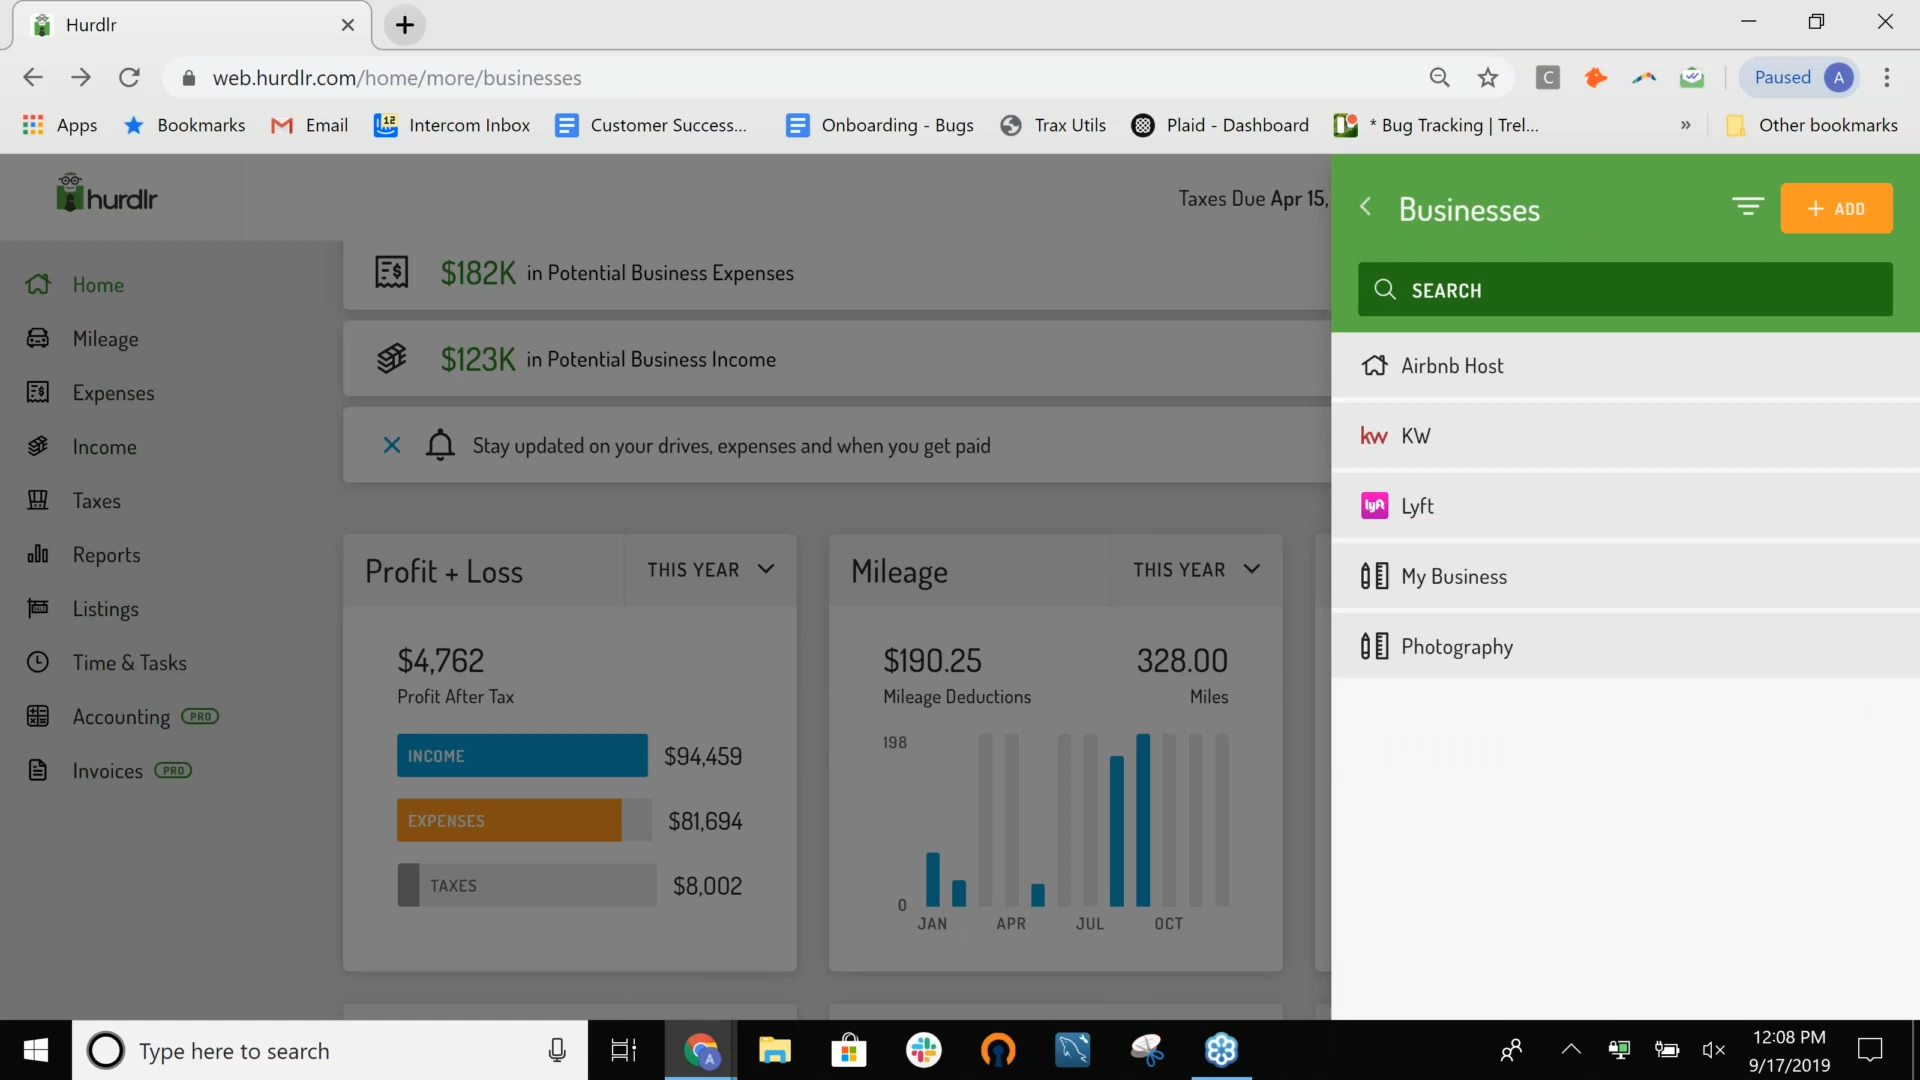 Hurdlr
web.hurdlr.com/home/more/businesses
C
Paused A
Apps Bookmarks Email 12 Intercom Inbox Customer Success... Onboarding - Bugs Trax Utils Plaid - Dashboard * Bug Tracking | Trel... » Other bookmarks
hurdlr
Taxes Due Apr 15,
Home
Mileage
Expenses
Income
Taxes
Reports
Listings
Time & Tasks
Accounting PRO
Invoices PRO
$182K in Potential Business Expenses
$123K in Potential Business Income
Stay updated on your drives, expenses and when you get paid
Profit + Loss THIS YEAR
$4,762
Profit After Tax
INCOME $94,459
EXPENSES $81,694
TAXES $8,002
Mileage THIS YEAR
$190.25 328.00
Mileage Deductions Miles
198
0
JAN APR JUL OCT
Businesses + ADD
SEARCH
Airbnb Host
kw KW
lyft Lyft
My Business
Photography
Type here to search
A
12:08 PM
9/17/2019